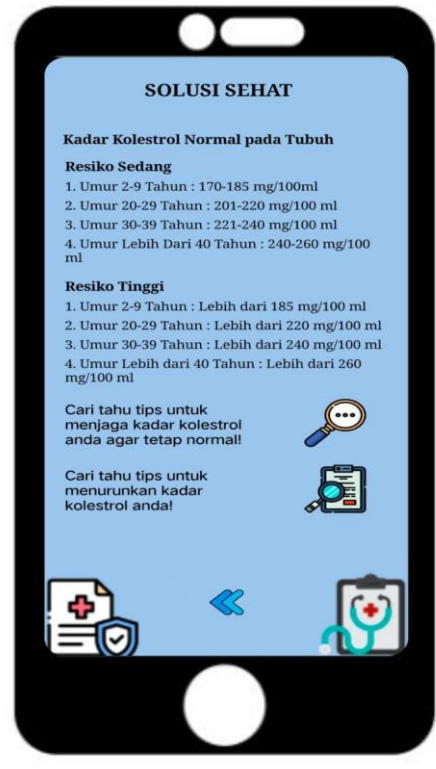 SOLUSI SEHAT
Kadar Kolestrol Normal pada Tubuh
Resiko Sedang
1. Umur 2-9 Tahun : 170-185 mg/100ml
2. Umur 20-29 Tahun : 201-220 mg/100 ml
3. Umur 30-39 Tahun : 221-240 mg/100 ml
4. Umur Lebih Dari 40 Tahun : 240-260 mg/100
ml
Resiko Tinggi
1. Umur 2-9 Tahun : Lebih dari 185 mg/100 ml
2. Umur 20-29 Tahun : Lebih dari 220 mg/100 ml
3. Umur 30-39 Tahun : Lebih dari 240 mg/100 ml
4. Umur Lebih dari 40 Tahun : Lebih dari 260
mg/100 ml
Cari tahu tips untuk
menjaga kadar kolestrol
anda agar tetap normal!
Cari tahu tips untuk
menurunkan kadar
kolestrol anda!